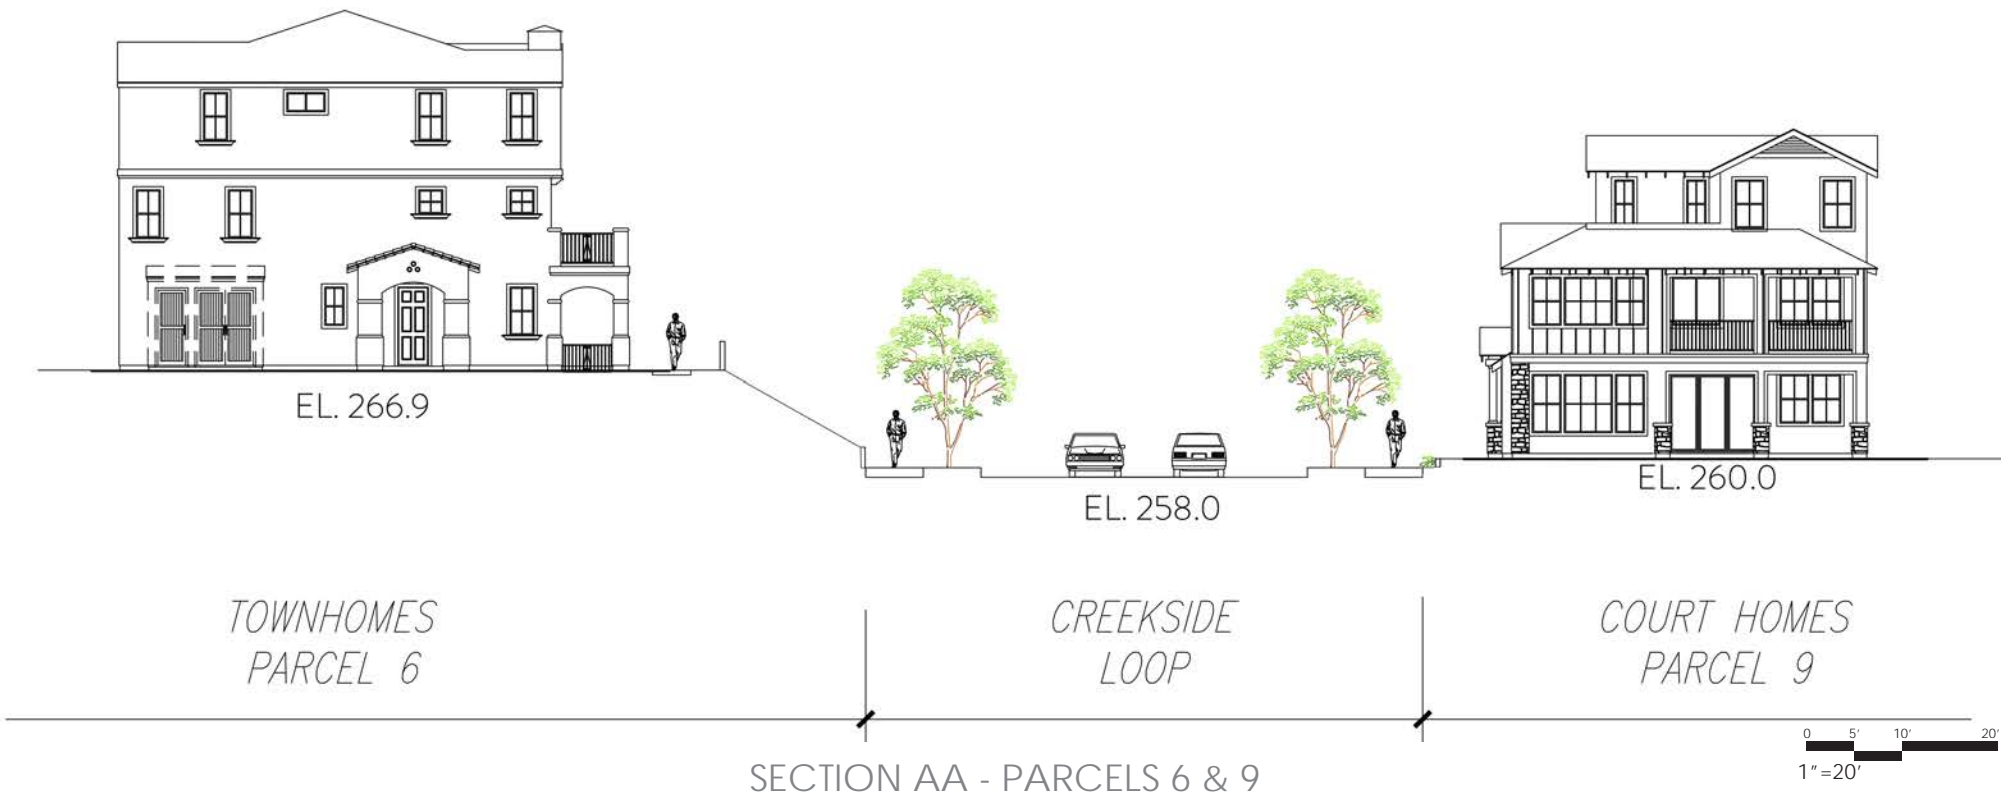 EL. 266.9
EL. 258.0
EL. 260.0
TOWNHOMES
PARCEL 6
CREEKSIDE
LOOP
COURT HOMES
PARCEL 9
0 5' 10' 20'
1"=20'
SECTION AA - PARCELS 6 & 9